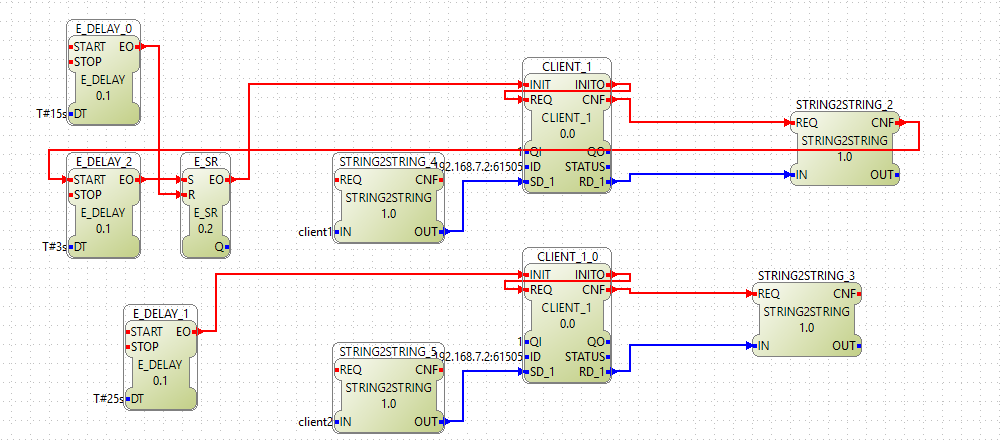 E_DELAY_0
START EO
STOP
E_DELAY
0.1
T#15s DT
E_DELAY_2
START EO
STOP
E_DELAY
0.1
T#3s DT
E_SR
S EO
R
E_SR
0.2
Q
STRING2STRING_4
REQ CNF
STRING2STRING
1.0
client1 IN OUT
CLIENT_1
INIT INITO
REQ CNF
CLIENT_1
0.0
1 QI QO
192.168.7.2:61505 ID STATUS
SD_1 RD_1
STRING2STRING_2
REQ CNF
STRING2STRING
1.0
IN OUT
E_DELAY_1
START EO
STOP
E_DELAY
0.1
T#25s DT
STRING2STRING_5
REQ CNF
STRING2STRING
1.0
client2 IN OUT
CLIENT_1_0
INIT INITO
REQ CNF
CLIENT_1
0.0
1 QI QO
192.168.7.2:61505 ID STATUS
SD_1 RD_1
STRING2STRING_3
REQ CNF
STRING2STRING
1.0
IN OUT